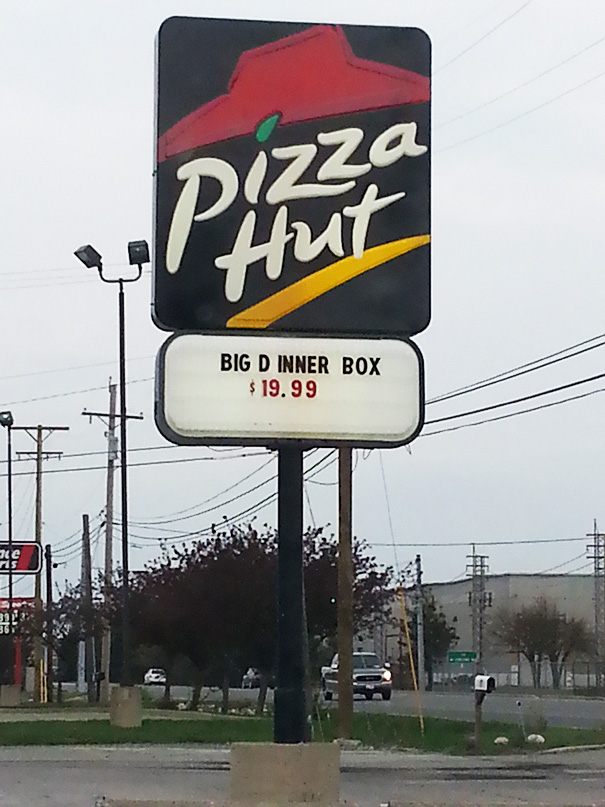 Pizza
Hut
BIG D INNER BOX
$19.99